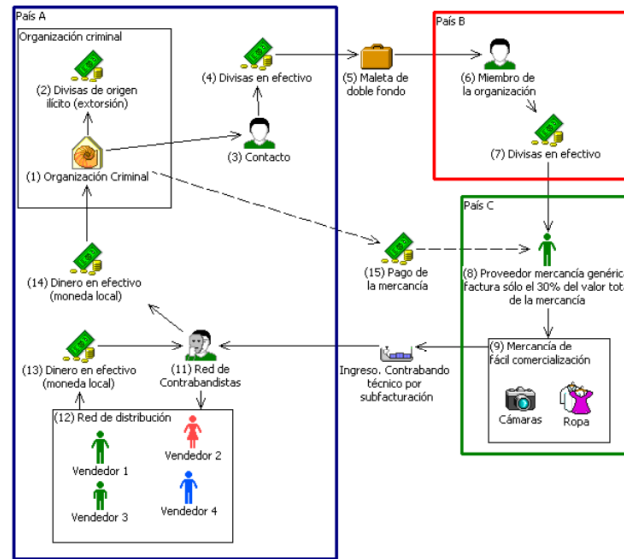 País A
Organización criminal
(2) Divisas de origen
ilícito (extorsión)
(1) Organización Criminal
(4) Divisas en efectivo
(3) Contacto
(5) Maleta de
doble fondo
País B
(6) Miembro de
la organización
(7) Divisas en efectivo
País C
(8) Proveedor mercancía genérica
factura sólo el 30% del valor tot
de la mercancía
(15) Pago de
la mercancía
(14) Dinero en efectivo
(moneda local)
(13) Dinero en efectivo
(moneda local)
(11) Red de
Contrabandistas
Ingreso. Contrabando
técnico por
subfacturación
(9) Mercancía de
fácil comercialización
Cámaras
Ropa
(12) Red de distribución
Vendedor 1
Vendedor 2
Vendedor 3
Vendedor 4